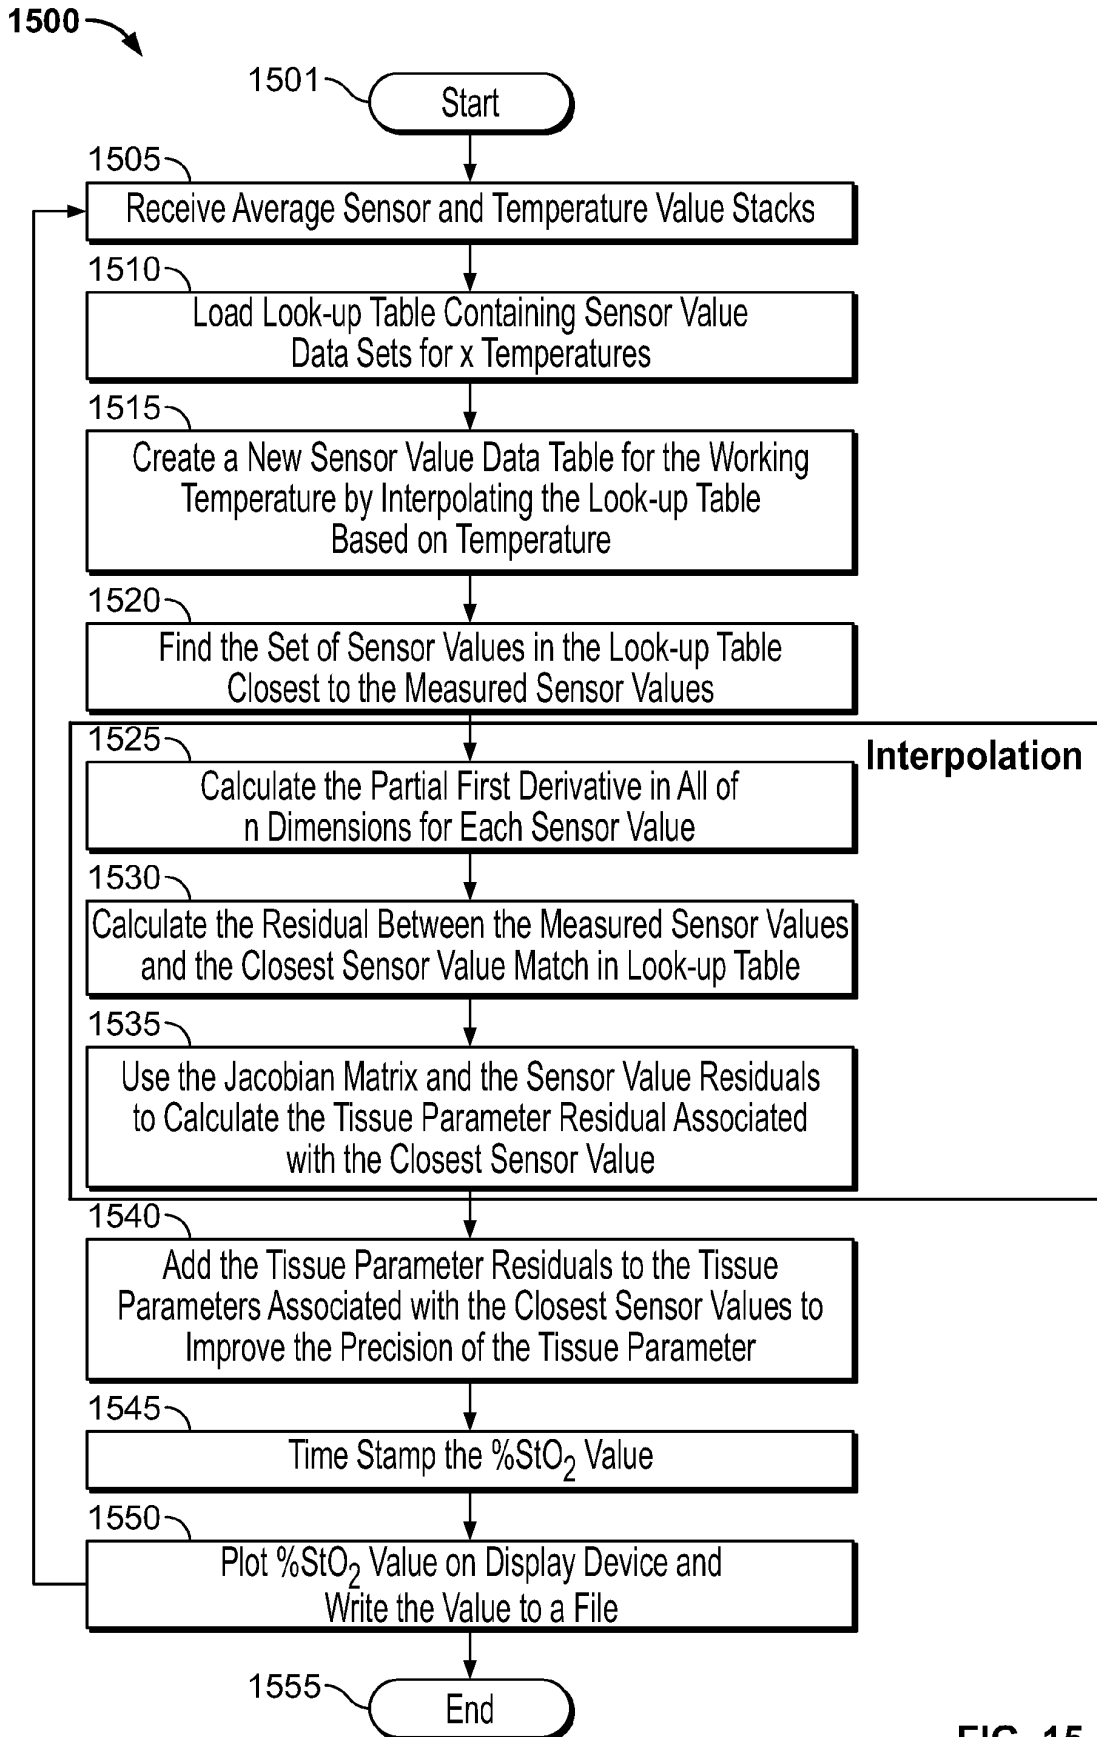 1500
1501
Start
1505
Receive Average Sensor and Temperature Value Stacks
1510
Load Look-up Table Containing Sensor Value
Data Sets for x Temperatures
1515
Create a New Sensor Value Data Table for the Working
Temperature by Interpolating the Look-up Table
Based on Temperature
1520
Find the Set of Sensor Values in the Look-up Table
Closest to the Measured Sensor Values
1525
Interpolation
Calculate the Partial First Derivative in All of
n Dimensions for Each Sensor Value
1530
Calculate the Residual Between the Measured Sensor Values
and the Closest Sensor Value Match in Look-up Table
1535
Use the Jacobian Matrix and the Sensor Value Residuals
to Calculate the Tissue Parameter Residual Associated
with the Closest Sensor Value
1540
Add the Tissue Parameter Residuals to the Tissue
Parameters Associated with the Closest Sensor Values to
Improve the Precision of the Tissue Parameter
1545
Time Stamp the %StO₂ Value
1550
Plot %StO₂ Value on Display Device and
Write the Value to a File
1555
End
FIG. 15